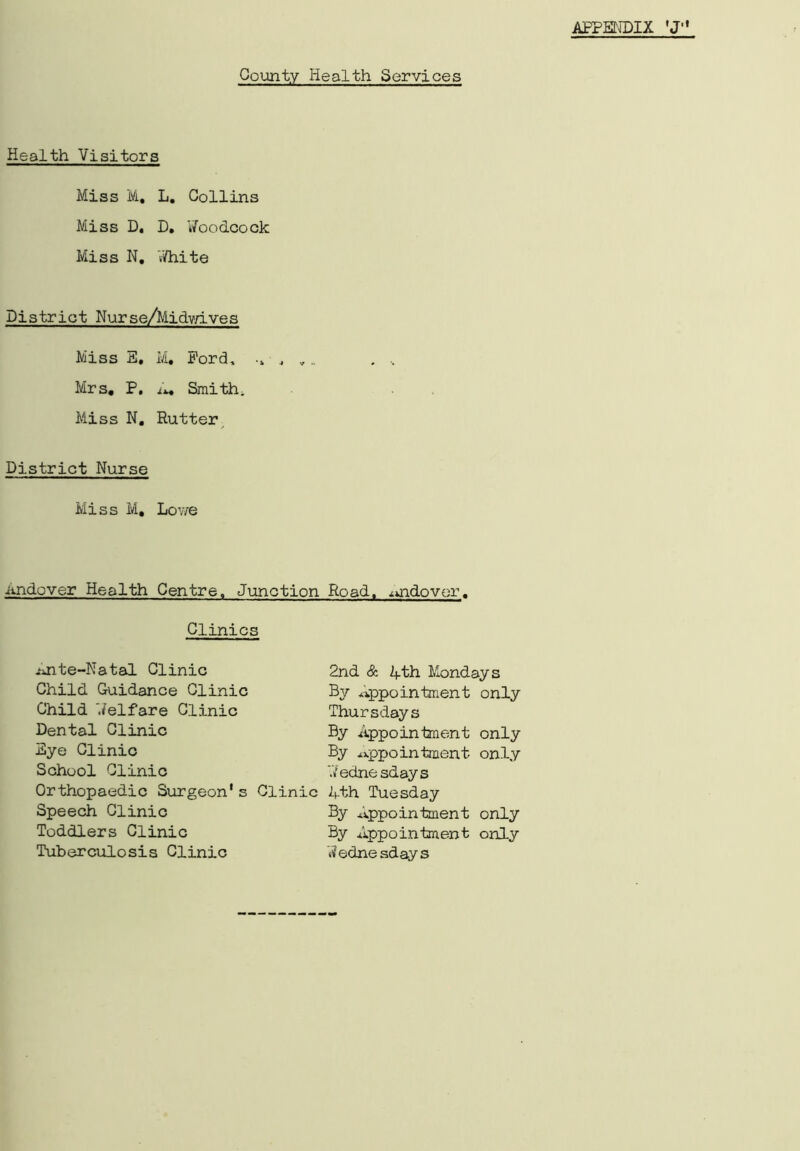 APPENDIX 'J'
County Health Services
Health Visitors
Miss M. L. Collins
Miss D. D. Woodcock
Miss N. White
District Nurse/Midwives
Miss E. M. Ford,
Mrs. P. A. Smith.
Miss N. Rutter
District Nurse
Miss M. Lowe
Andover Health Centre, Junction Road, Andover.
Clinics
Ante-Natal Clinic 2nd & 4th Mondays
Child Guidance Clinic By Appointment only
Child Welfare Clinic Thursdays
Dental Clinic By Appointment only
Eye Clinic By Appointment only
School Clinic Wednesdays
Orthopaedic Surgeon's Clinic 4th Tuesday
Speech Clinic By Appointment only
Toddlers Clinic By Appointment only
Tuberculosis Clinic Wednesdays